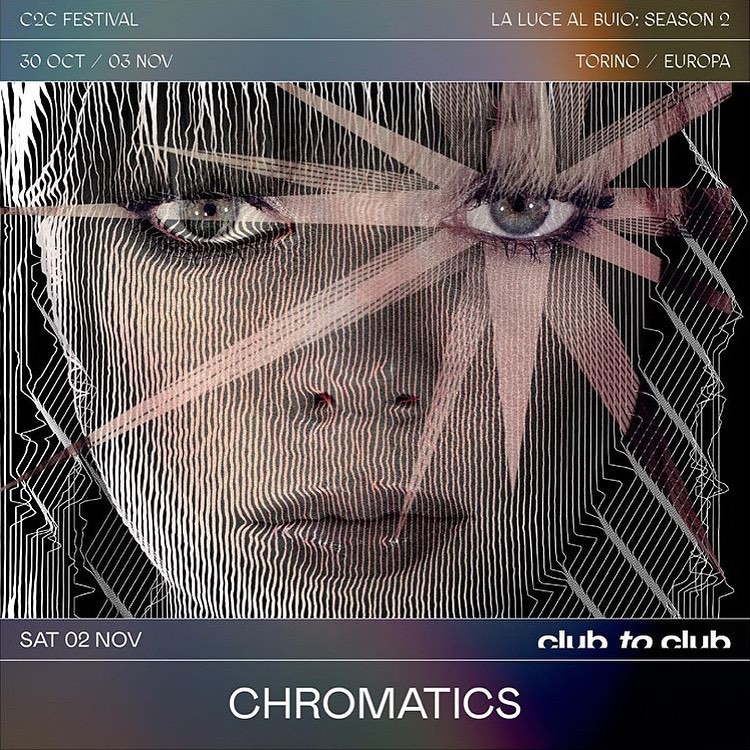 C2C FESTIVAL
LA LUCE AL BUIO: SEASON 2
30 OCT / 03 NOV
TORINO / EUROPA
SAT 02 NOV
club to club
CHROMATICS